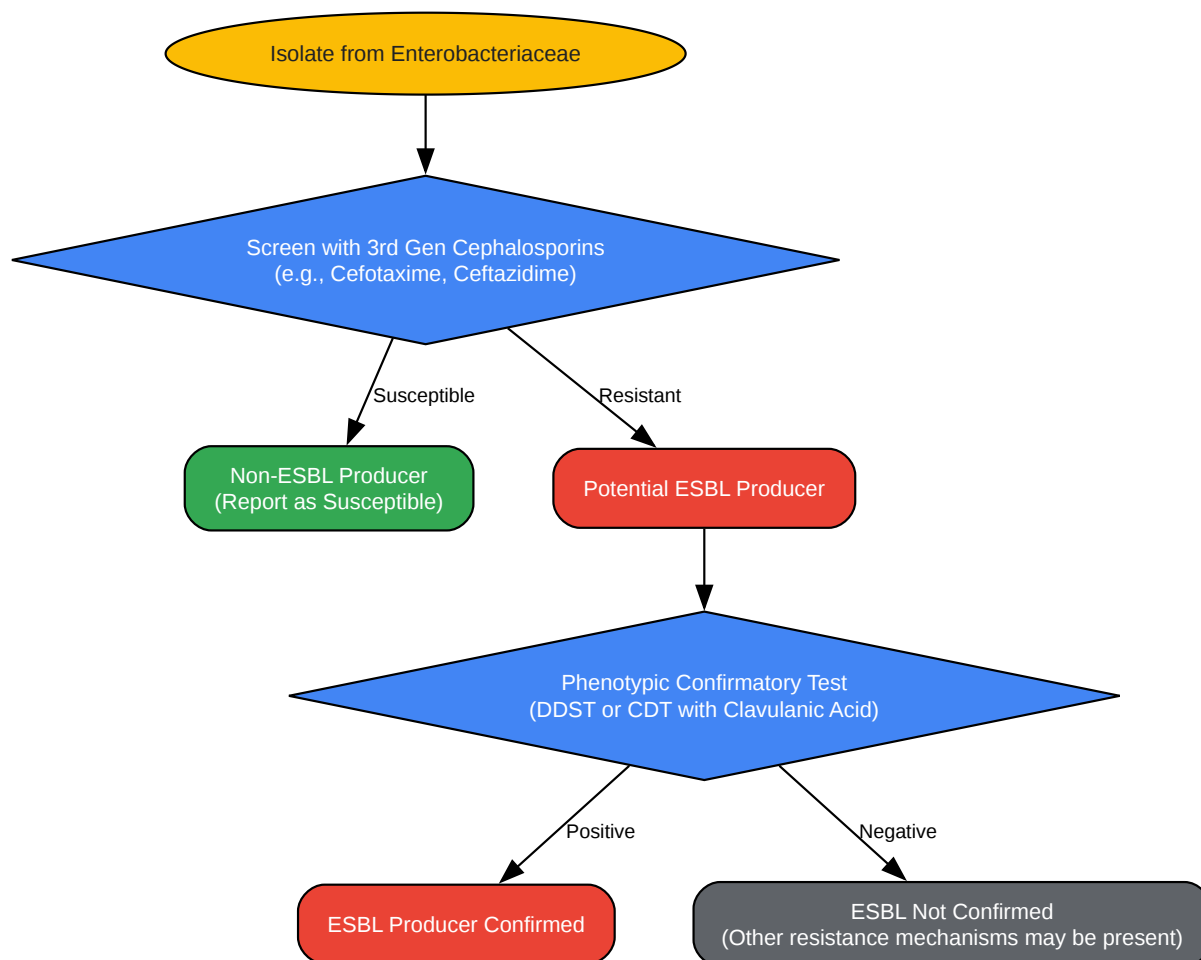 Isolate from Enterobacteriaceae
Screen with 3rd Gen Cephalosporins
(e.g., Cefotaxime, Ceftazidime)
Susceptible
Resistant
Non-ESBL Producer
(Report as Susceptible)
Potential ESBL Producer
Phenotypic Confirmatory Test
(DDST or CDT with Clavulanic Acid)
Positive
Negative
ESBL Producer Confirmed
ESBL Not Confirmed
(Other resistance mechanisms may be present)